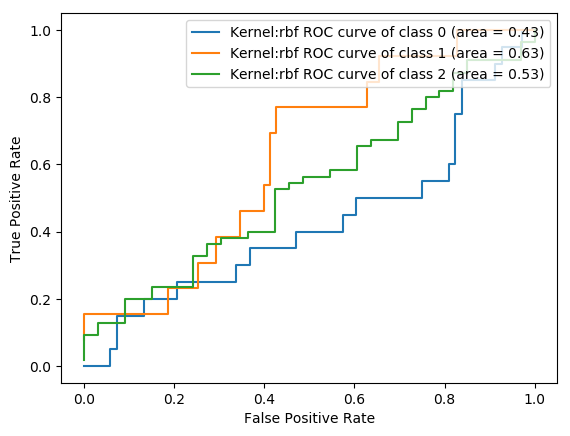 Kernel:rbf ROC curve of class 0 (area = 0.43)
Kernel:rbf ROC curve of class 1 (area = 0.63)
Kernel:rbf ROC curve of class 2 (area = 0.53)
1.0
0.8
0.6
0.4
0.2
0.0
True Positive Rate
0.0 0.2 0.4 0.6 0.8 1.0
False Positive Rate